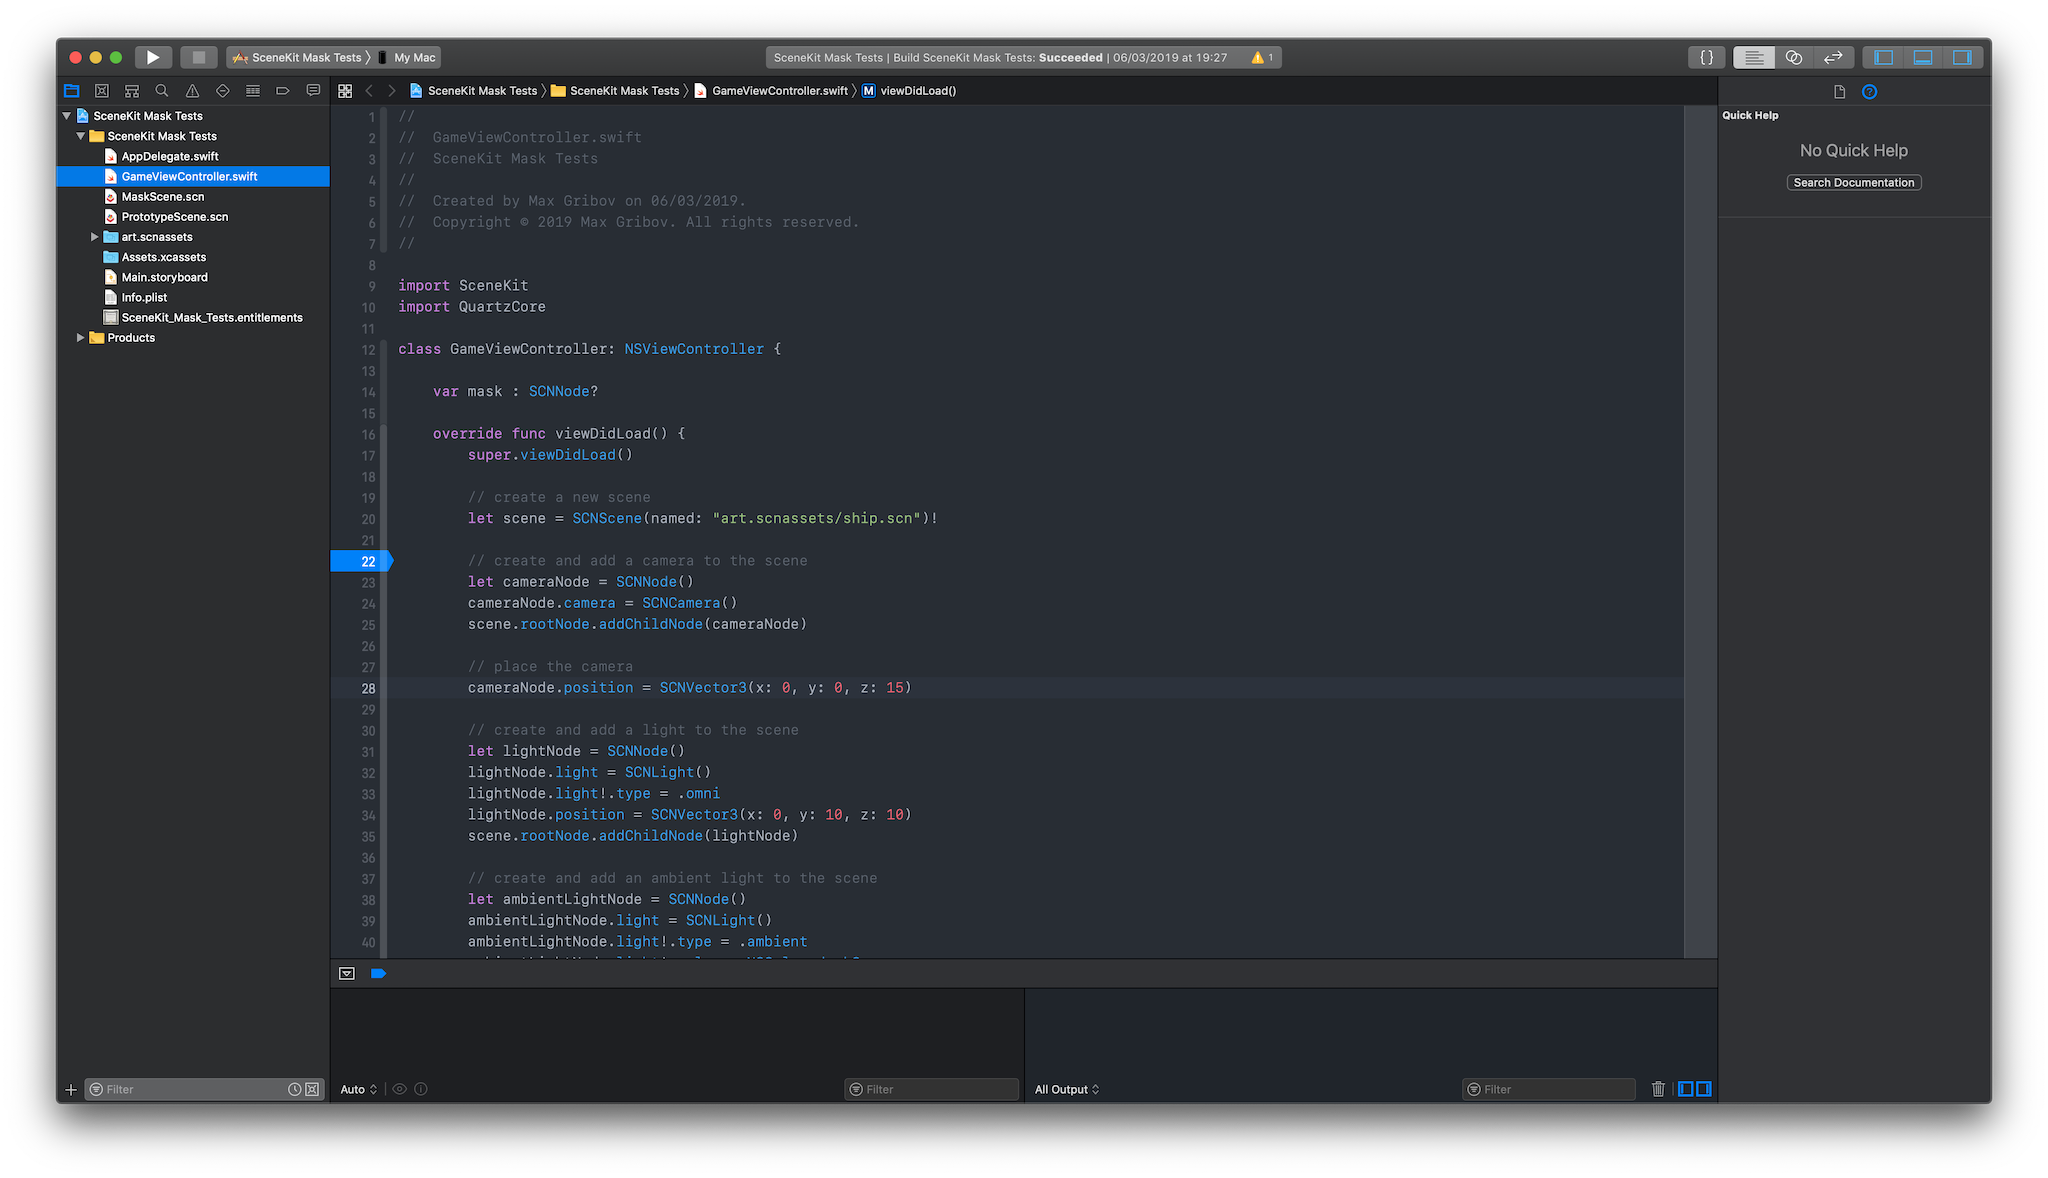 SceneKit Mask Tests
My Mac
SceneKit Mask Tests | Build SceneKit Mask Tests: Succeeded | 06/03/2019 at 19:27
1
{}
SceneKit Mask Tests
SceneKit Mask Tests
AppDelegate.swift
GameViewController.swift
MaskScene.scn
PrototypeScene.scn
art.scnassets
Assets.xcassets
Main.storyboard
Info.plist
SceneKit_Mask_Tests.entitlements
Products
Filter
SceneKit Mask Tests
SceneKit Mask Tests
GameViewController.swift
M viewDidLoad()
1 //
2 //  GameViewController.swift
3 //  SceneKit Mask Tests
4 //
5 //  Created by Max Gribov on 06/03/2019.
6 //  Copyright © 2019 Max Gribov. All rights reserved.
7 //
8
9 import SceneKit
10 import QuartzCore
11
12 class GameViewController: NSViewController {
13
14     var mask : SCNNode?
15
16     override func viewDidLoad() {
17         super.viewDidLoad()
18
19         // create a new scene
20         let scene = SCNScene(named: "art.scnassets/ship.scn")!
21
22         // create and add a camera to the scene
23         let cameraNode = SCNNode()
24         cameraNode.camera = SCNCamera()
25         scene.rootNode.addChildNode(cameraNode)
26
27         // place the camera
28         cameraNode.position = SCNVector3(x: 0, y: 0, z: 15)
29
30         // create and add a light to the scene
31         let lightNode = SCNNode()
32         lightNode.light = SCNLight()
33         lightNode.light!.type = .omni
34         lightNode.position = SCNVector3(x: 0, y: 10, z: 10)
35         scene.rootNode.addChildNode(lightNode)
36
37         // create and add an ambient light to the scene
38         let ambientLightNode = SCNNode()
39         ambientLightNode.light = SCNLight()
40         ambientLightNode.light!.type = .ambient
Auto
Filter
All Output
Filter
Quick Help
No Quick Help
Search Documentation